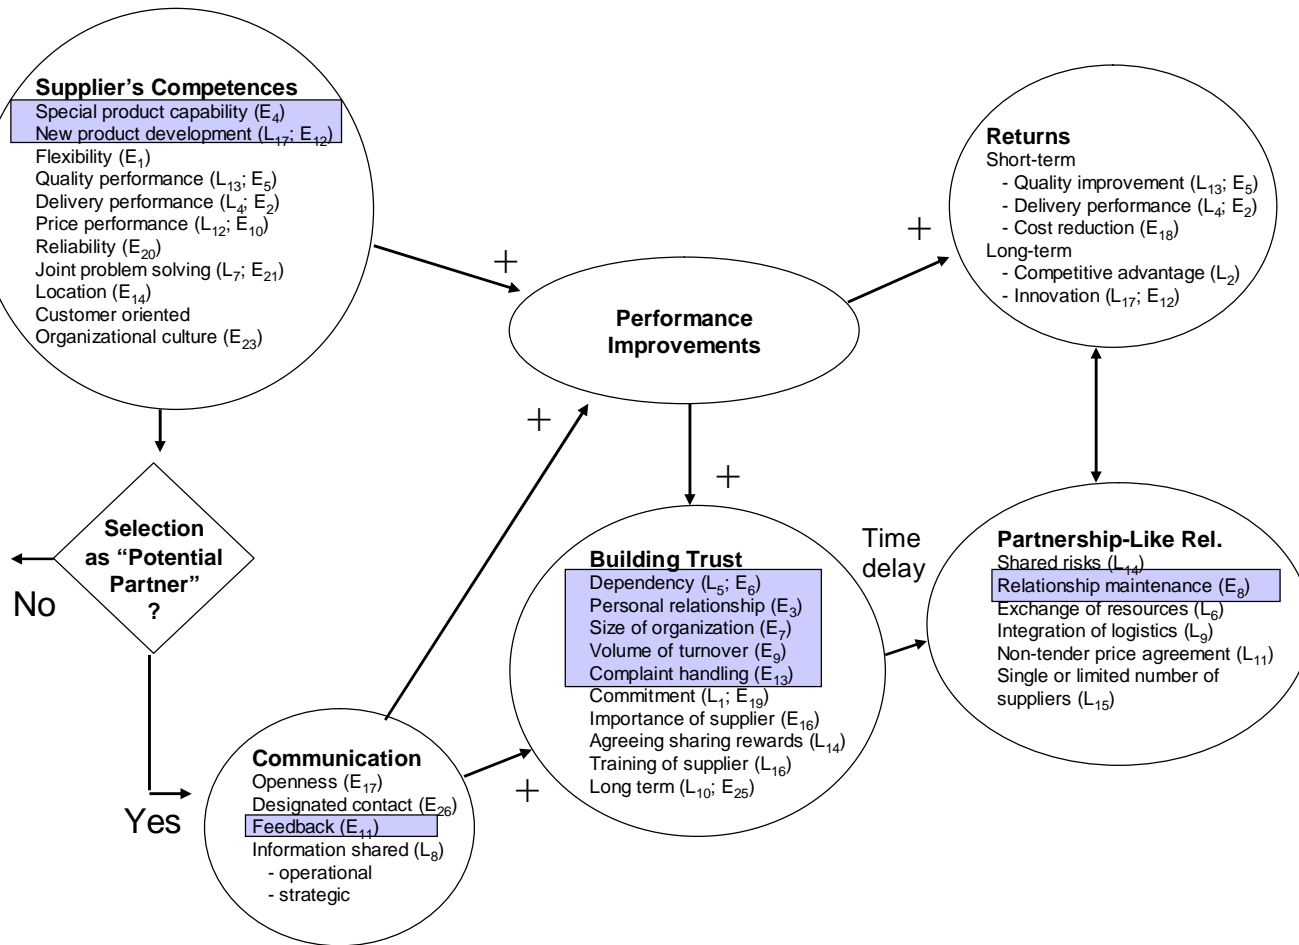 Supplier's Competences
Special product capability (E4)
New product development (L17; E12)
Flexibility (E1)
Quality performance (L13; E5)
Delivery performance (L4; E2)
Price performance (L12; E10)
Reliability (E20)
Joint problem solving (L7; E21)
Location (E14)
Customer oriented
Organizational culture (E23)
Returns
Short-term
- Quality improvement (L13; E5)
- Delivery performance (L4; E2)
- Cost reduction (E18)
Long-term
- Competitive advantage (L2)
- Innovation (L17; E12)
+
+
Performance
Improvements
+
+
Selection
as “Potential
Partner”
?
No
Yes
Building Trust
Dependency (L5; E6)
Personal relationship (E3)
Size of organization (E7)
Volume of turnover (E9)
Complaint handling (E13)
Commitment (L1; E19)
Importance of supplier (E16)
Agreeing sharing rewards (L14)
Training of supplier (L16)
Long term (L10; E25)
Time
delay
Partnership-Like Rel.
Shared risks (L14)
Relationship maintenance (E8)
Exchange of resources (L6)
Integration of logistics (L9)
Non-tender price agreement (L11)
Single or limited number of
suppliers (L15)
Communication
Openness (E17)
Designated contact (E26)
Feedback (E11)
Information shared (L8)
- operational
- strategic
+